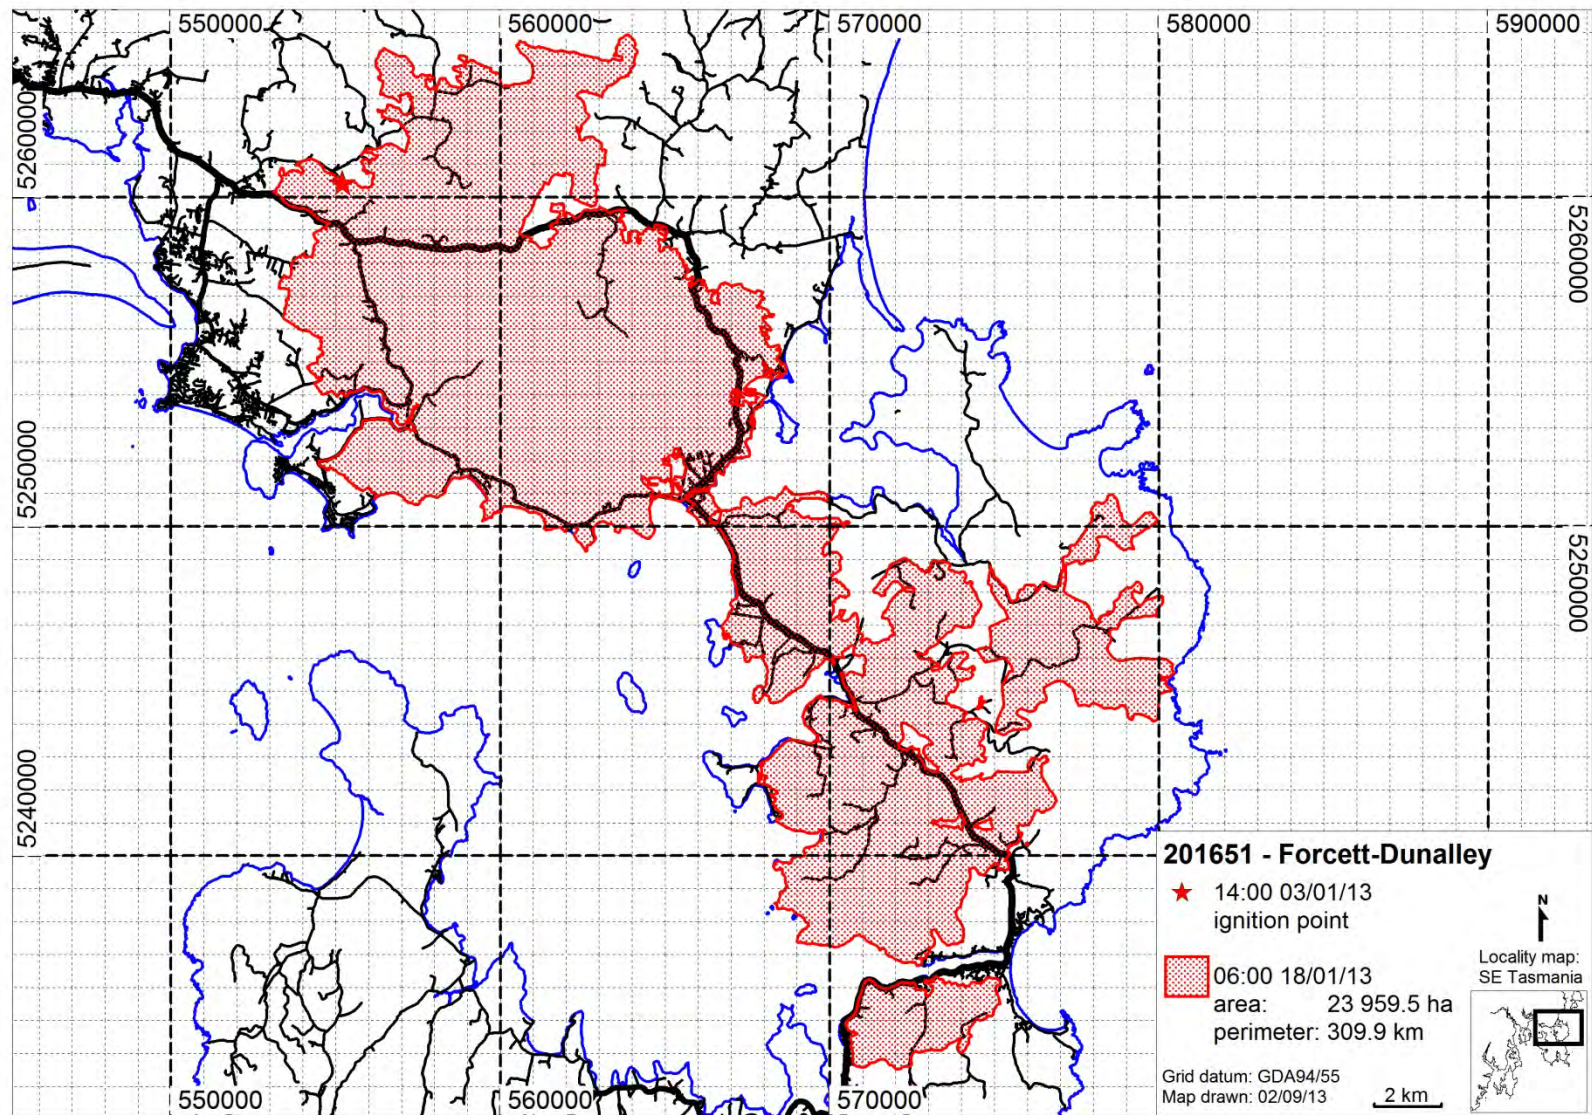 550000
560000
570000
580000
590000
5260000
5260000
5250000
5250000
5240000
201651 - Forcett-Dunalley
14:00 03/01/13
ignition point
06:00 18/01/13
area: 23 959.5 ha
perimeter: 309.9 km
N
Locality map:
SE Tasmania
Grid datum: GDA94/55
Map drawn: 02/09/13
2 km
550000
560000
570000